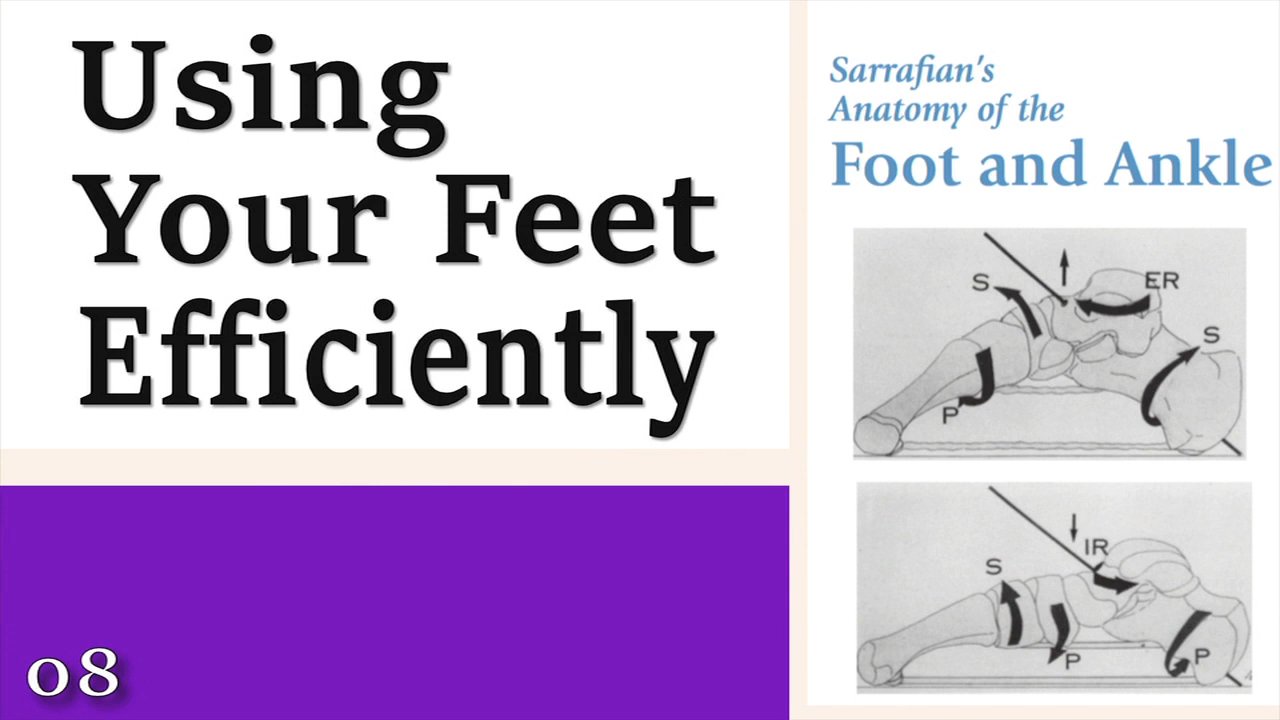 Using
Your Feet
Efficiently
08
Sarrafian's
Anatomy of the
Foot and Ankle
S
ER
S
P
IR
S
P
P